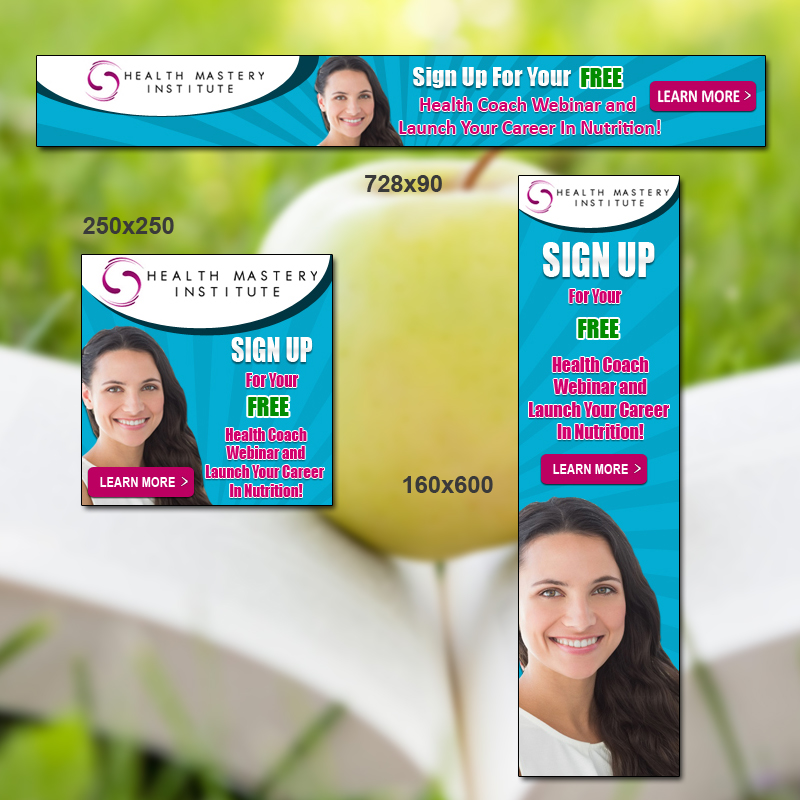 HEALTH MASTERY
INSTITUTE
Sign Up For Your FREE
Health Coach Webinar and
Launch Your Career In Nutrition!
LEARN MORE >
728x90
250x250
HEALTH MASTERY
INSTITUTE
SIGN UP
For Your
FREE
Health Coach
Webinar and
Launch Your Career
In Nutrition!
LEARN MORE >
160x600
HEALTH MASTERY
INSTITUTE
SIGN UP
For Your
FREE
Health Coach
Webinar and
Launch Your Career
In Nutrition!
LEARN MORE >